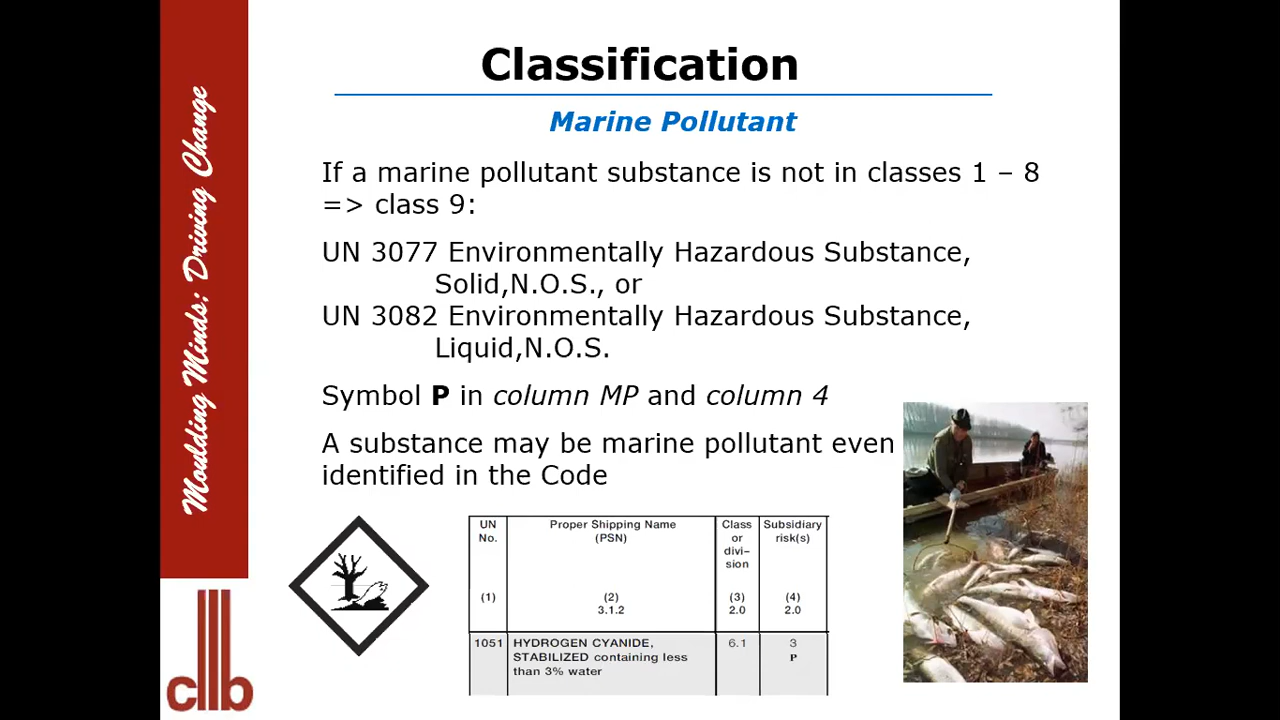 Classification
Marine Pollutant
If a marine pollutant substance is not in classes 1 – 8
=> class 9:
UN 3077 Environmentally Hazardous Substance,
Solid,N.O.S., or
UN 3082 Environmentally Hazardous Substance,
Liquid,N.O.S.
Symbol P in column MP and column 4
A substance may be marine pollutant even
identified in the Code
Moulding Minds; Driving Change
cllb
UN No. Proper Shipping Name (PSN) Class or divi– sion Subsidiary risk(s)
(1) (2) (3) (4)
3.1.2 2.0 2.0
1051 HYDROGEN CYANIDE, 6.1 3
STABILIZED containing less P
than 3% water